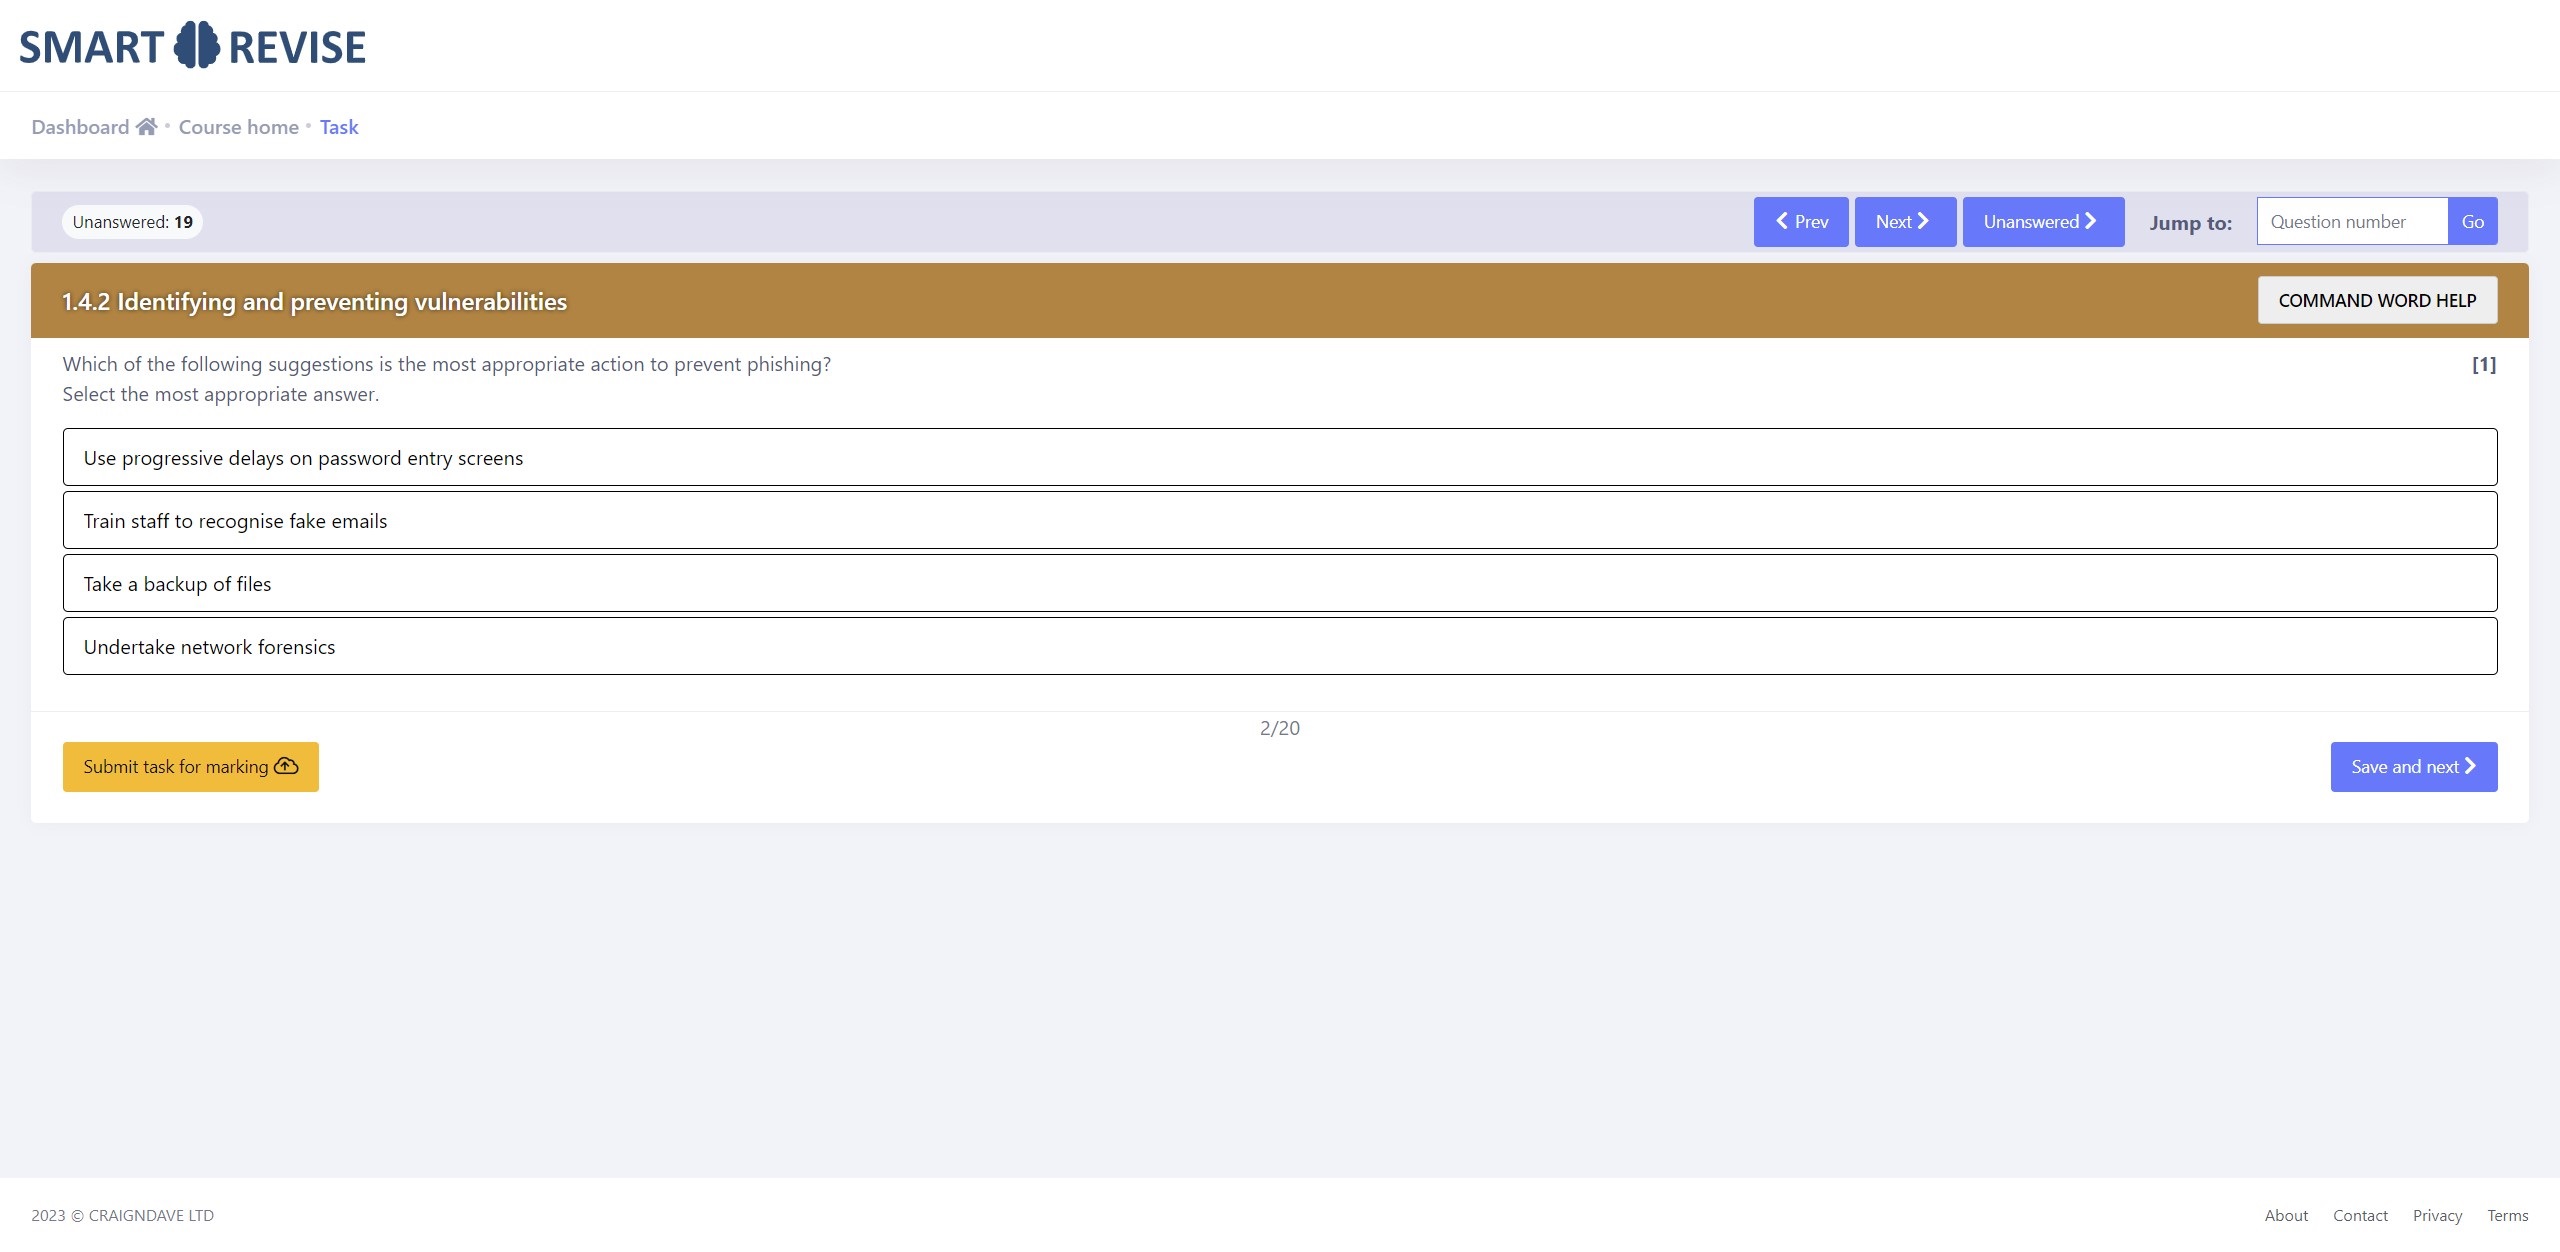 SMART REVISE
Dashboard • Course home • Task
Unanswered: 19
Prev
Next
Unanswered
Jump to:
Question number
Go
1.4.2 Identifying and preventing vulnerabilities
COMMAND WORD HELP
Which of the following suggestions is the most appropriate action to prevent phishing?
[1]
Select the most appropriate answer.
Use progressive delays on password entry screens
Train staff to recognise fake emails
Take a backup of files
Undertake network forensics
2/20
Submit task for marking
Save and next
2023 © CRAIGNDAVE LTD
About
Contact
Privacy
Terms